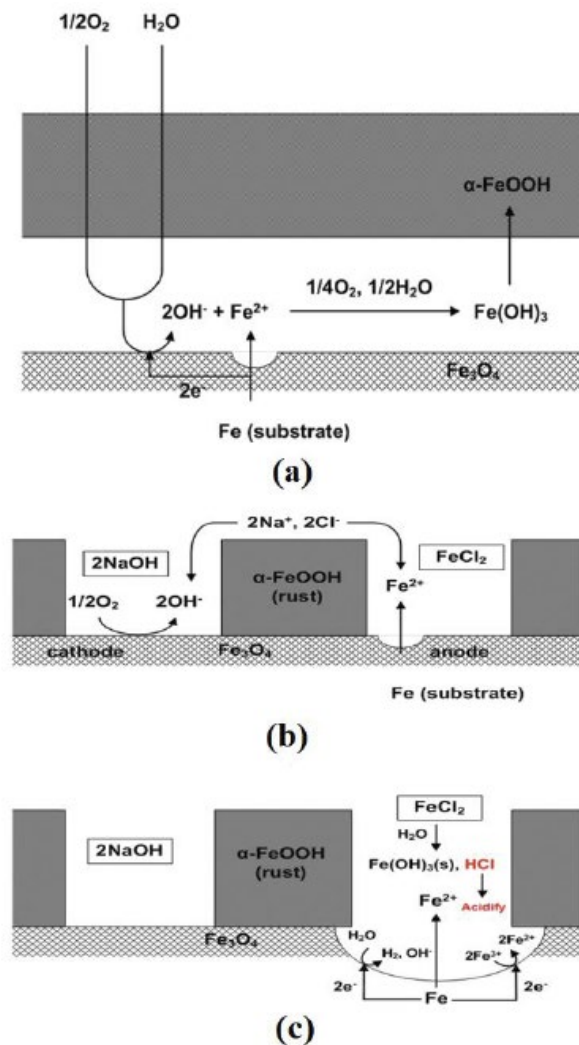 1/2O₂ H₂O
α-FeOOH
1/4O₂, 1/2H₂O
2OH⁻ + Fe²⁺ Fe(OH)₃
Fe₃O₄
2e⁻
Fe (substrate)
(a)
2Na⁺, 2Cl⁻
2NaOH FeCl₂
α-FeOOH
(rust)
Fe²⁺
1/2O₂ 2OH⁻
cathode Fe₃O₄ anode
Fe (substrate)
(b)
FeCl₂
H₂O
2NaOH
α-FeOOH
(rust)
Fe(OH)₃(s), HCl
Fe²⁺ Acidify
Fe₃O₄
H₂O 2Fe²⁺
H₂, OH⁻ 2Fe³⁺
2e⁻ Fe 2e⁻
(c)